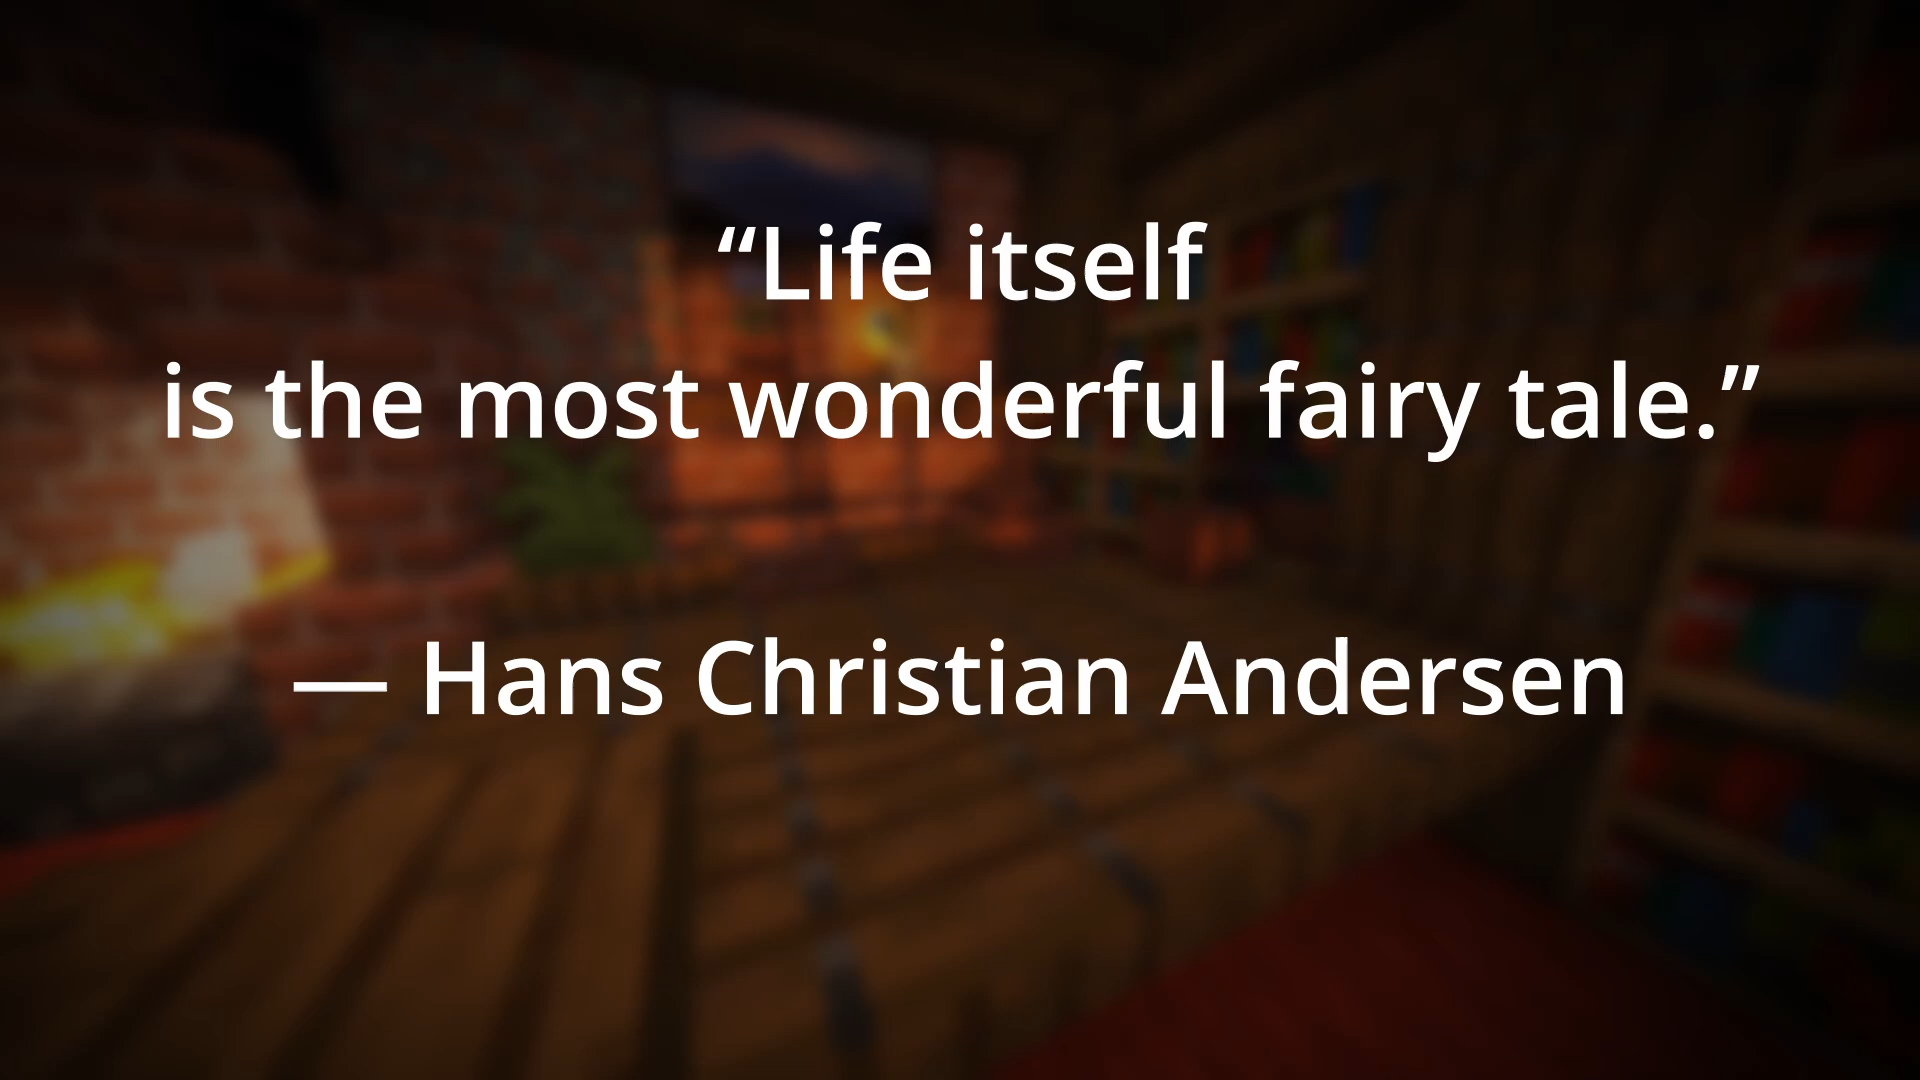 “Life itself
is the most wonderful fairy tale.”
— Hans Christian Andersen